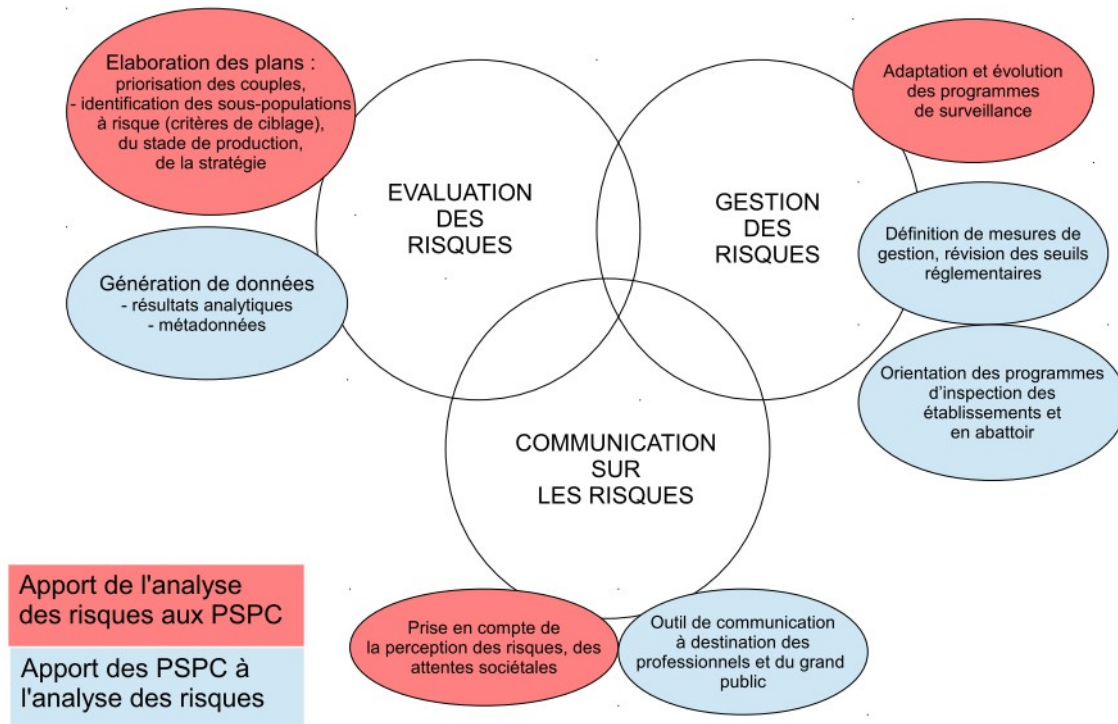 Elaboration des plans :
priorisation des couples,
- identification des sous-populations
à risque (critères de ciblage),
du stade de production,
de la stratégie
Génération de données
- résultats analytiques
- métadonnées
EVALUATION
DES
RISQUES
GESTION
DES
RISQUES
Adaptation et évolution
des programmes
de surveillance
Définition de mesures de
gestion, révision des seuils
réglementaires
Orientation des programmes
d'inspection des
établissements et
en abattoir
COMMUNICATION
SUR
LES RISQUES
Prise en compte de
la perception des risques, des
attentes sociétales
Outil de communication
à destination des
professionnels et du grand
public
Apport de l'analyse
des risques aux PSPC
Apport des PSPC à
l'analyse des risques